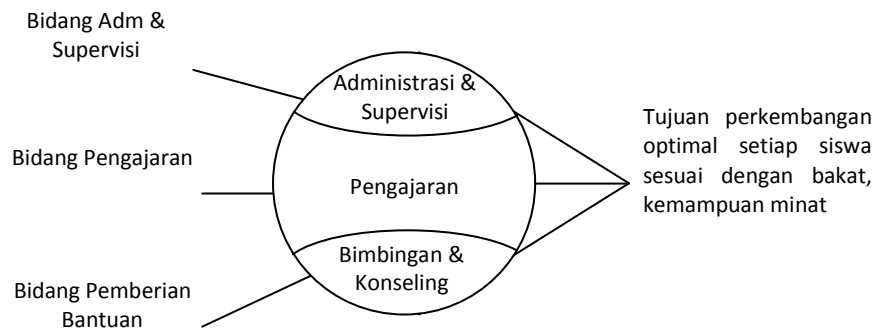 Bidang Adm &
Supervisi
Administrasi &
Supervisi
Bidang Pengajaran
Pengajaran
Bimbingan &
Konseling
Bidang Pemberian
Bantuan
Tujuan perkembangan
optimal setiap siswa
sesuai dengan bakat,
kemampuan minat